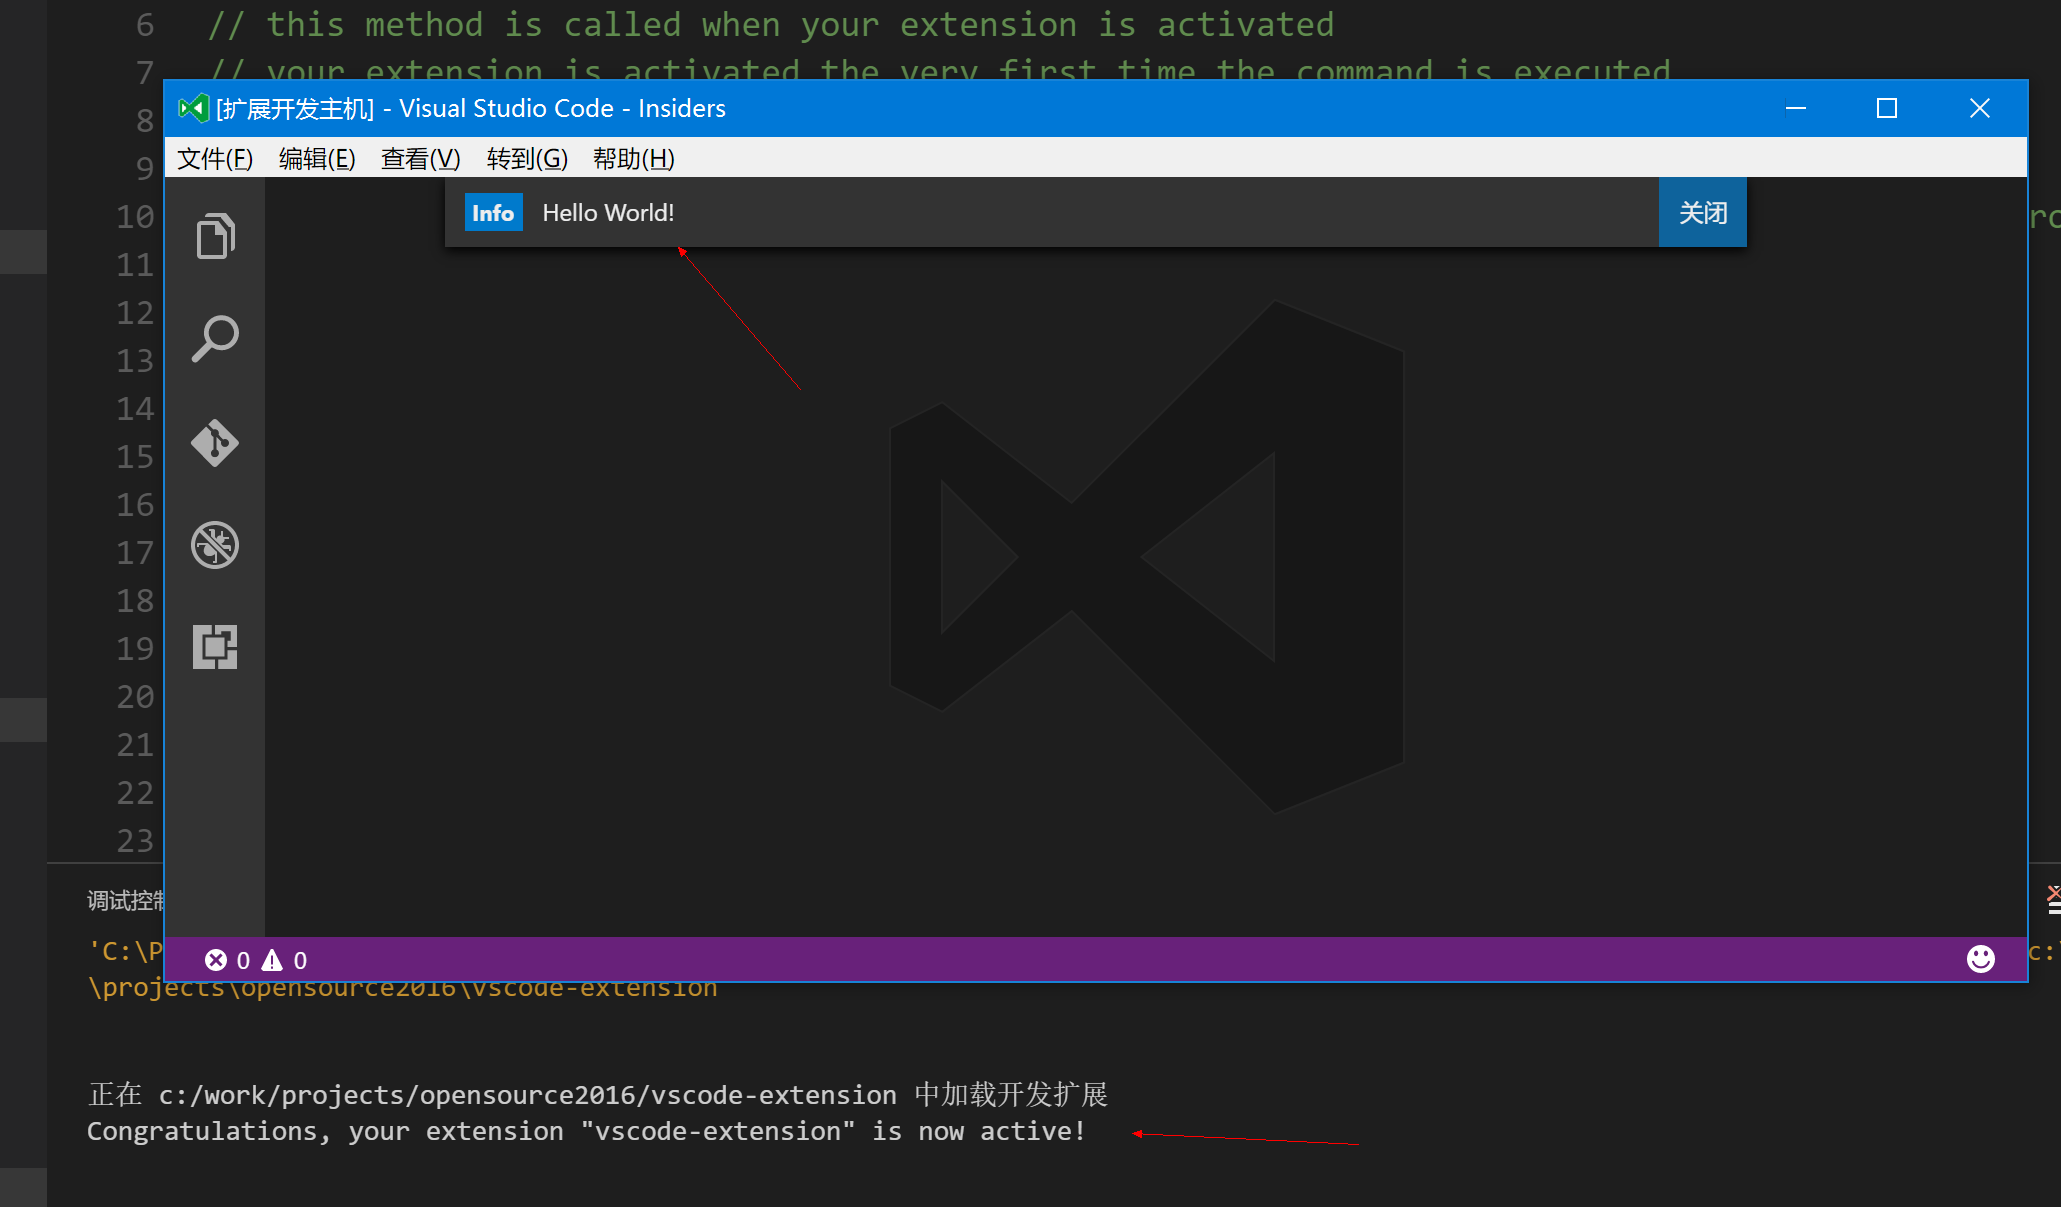 6 // this method is called when your extension is activated
7 // your extension is activated the very first time the command is executed
[扩展开发主机] - Visual Studio Code - Insiders
8
文件(F) 编辑(E) 查看(V) 转到(G) 帮助(H)
9
Info Hello World! 关闭
10
11
12
13
14
15
16
17
18
19
20
21
22
23
调试控制
'C:\P
0 0
c:
\projects\opensource2016\vscode-extension
正在 c:/work/projects/opensource2016/vscode-extension 中加载开发扩展
Congratulations, your extension "vscode-extension" is now active!